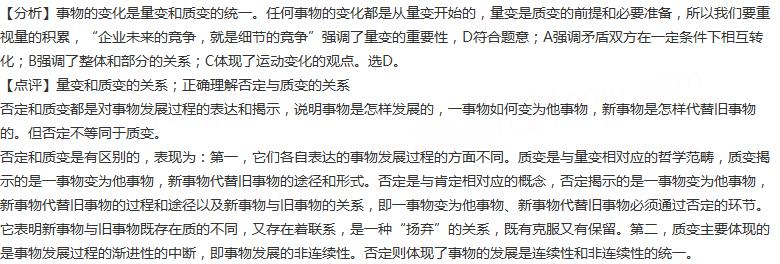 【分析】事物的变化是量变和质变的统一。任何事物的变化都是从量变开始的，量变是质变的前提和必要准备，所以我们要重
视量的积累，“企业未来的竞争，就是细节的竞争”强调了量变的重要性，D符合题意；A强调矛盾双方在一定条件下相互转
化；B强调了整体和部分的关系；C体现了运动变化的观点。选D。
【点评】量变和质变的关系；正确理解否定与质变的关系
否定和质变都是对事物发展过程的表达和揭示，说明事物是怎样发展的，一事物如何变为他事物，新事物是怎样代替旧事物
的。但否定不等同于质变。
否定和质变是有区别的，表现为：第一，它们各自表达的事物发展过程的方面不同。质变是与量变相对应的哲学范畴，质变揭
示的是一事物变为他事物，新事物代替旧事物的途径和形式。否定是与肯定相对应的概念，否定揭示的是一事物变为他事物，
新事物代替旧事物的过程和途径以及新事物与旧事物的关系，即一事物变为他事物、新事物代替旧事物必须通过否定的环节。
它表明新事物与旧事物既存在质的不同，又存在着联系，是一种“扬弃”的关系，既有克服又有保留。第二，质变主要体现的
是事物发展过程的渐进性的中断，即事物发展的非连续性。否定则体现了事物的发展是连续性和非连续性的统一。